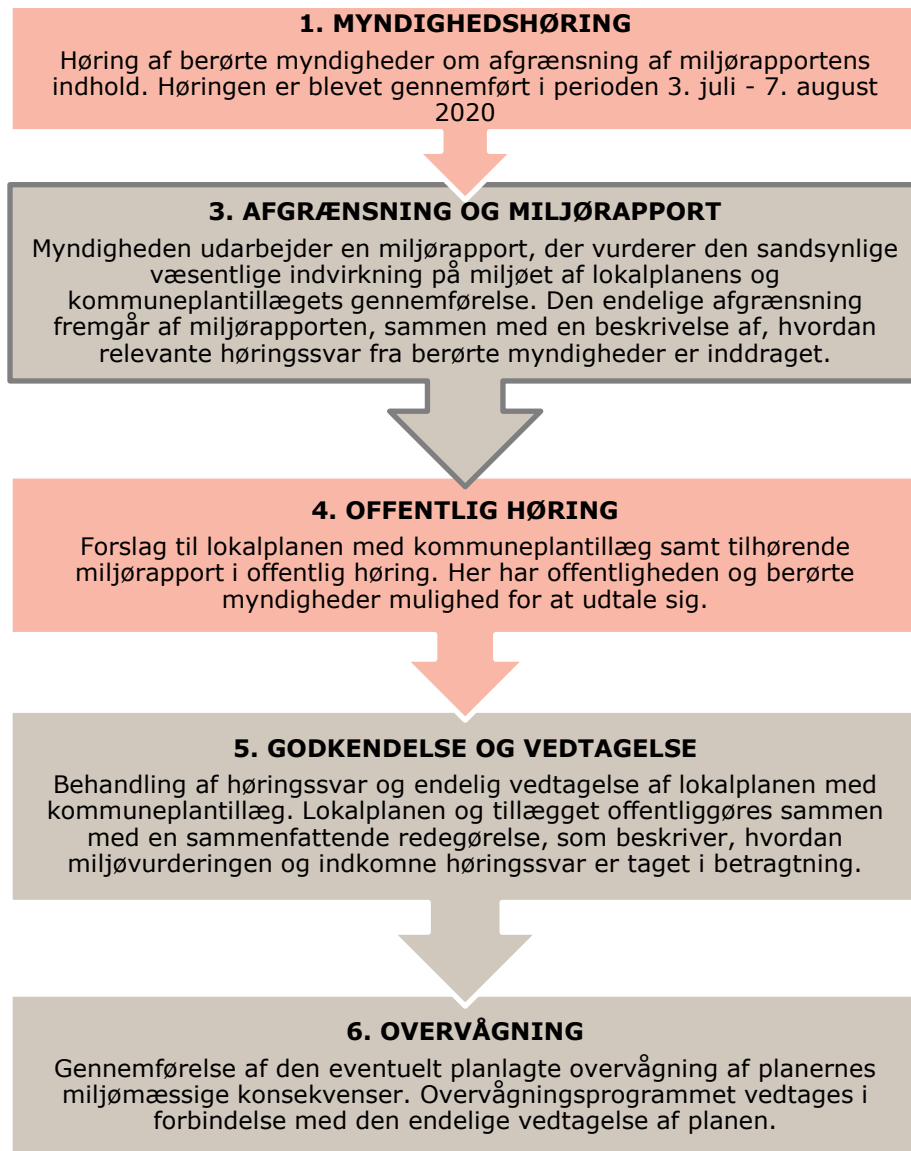 1. MYNDIGHEDSHØRING
Høring af berørte myndigheder om afgrænsning af miljørapportens
indhold. Høringen er blevet gennemført i perioden 3. juli - 7. august
2020
3. AFGRÆNSNING OG MILJØRAPPORT
Myndigheden udarbejder en miljørapport, der vurderer den sandsynlige
væsentlige indvirkning på miljøet af lokalplanens og
kommuneplantillægets gennemførelse. Den endelige afgrænsning
fremgår af miljørapporten, sammen med en beskrivelse af, hvordan
relevante høringssvar fra berørte myndigheder er inddraget.
4. OFFENTLIG HØRING
Forslag til lokalplanen med kommuneplantillæg samt tilhørende
miljørapport i offentlig høring. Her har offentligheden og berørte
myndigheder mulighed for at udtale sig.
5. GODKENDELSE OG VEDTAGELSE
Behandling af høringssvar og endelig vedtagelse af lokalplanen med
kommuneplantillæg. Lokalplanen og tillægget offentliggøres sammen
med en sammenfattende redegørelse, som beskriver, hvordan
miljøvurderingen og indkomne høringssvar er taget i betragtning.
6. OVERVÅGNING
Gennemførelse af den eventuelt planlagte overvågning af planernes
miljømæssige konsekvenser. Overvågningsprogrammet vedtages i
forbindelse med den endelige vedtagelse af planen.